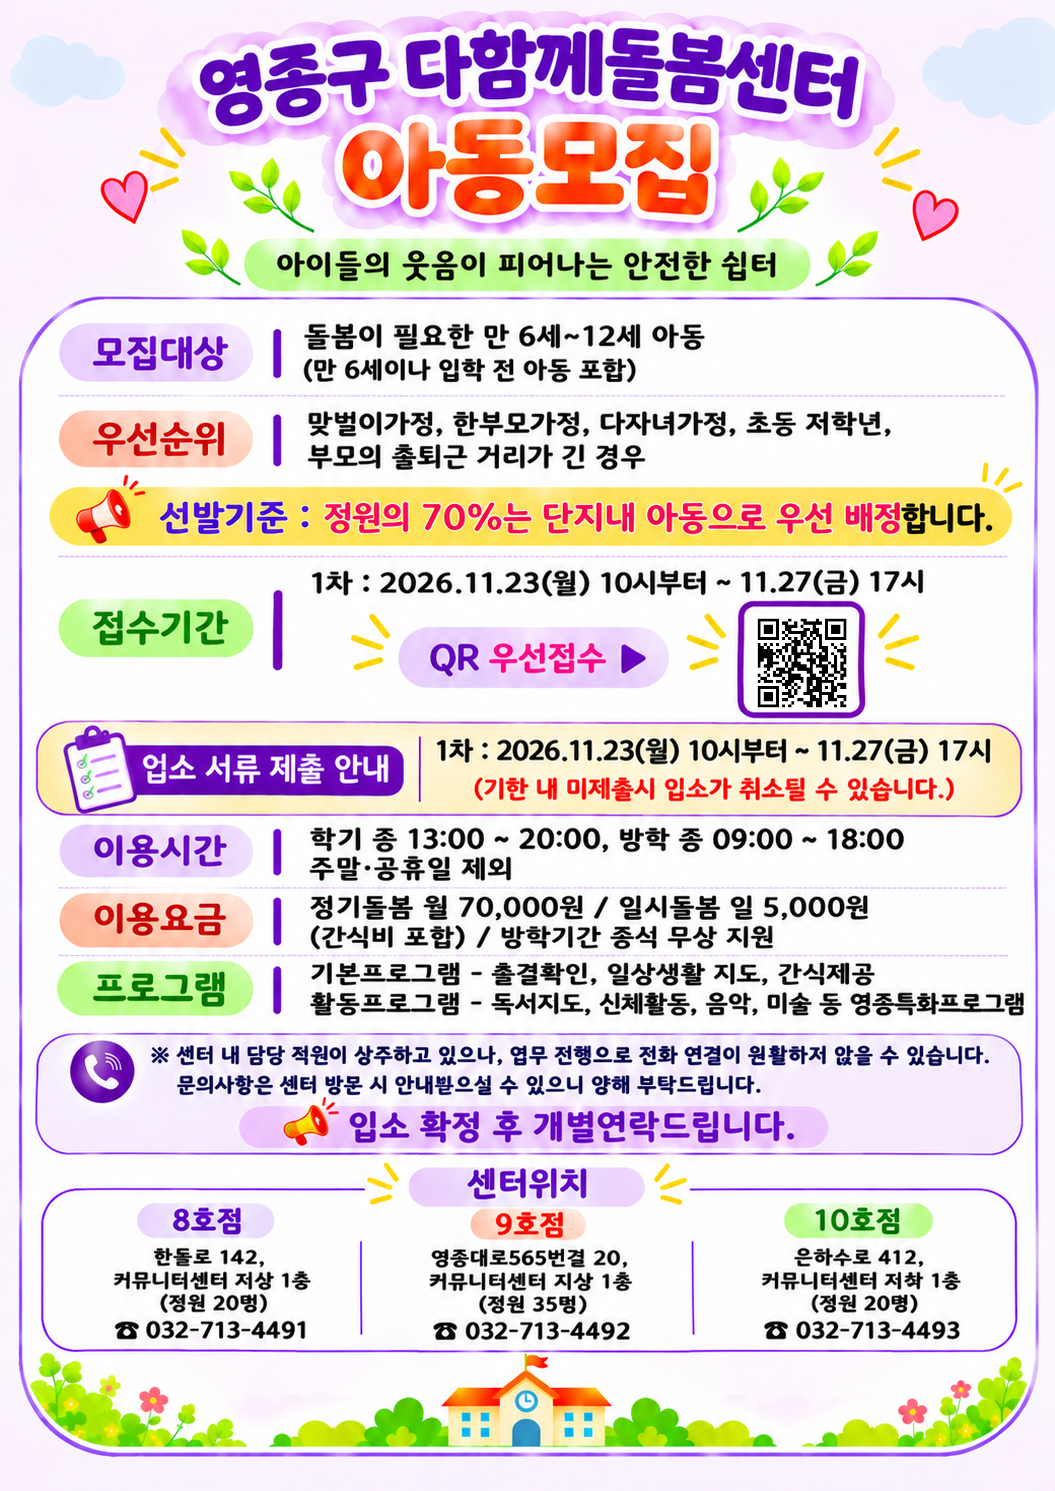 영종구 다함께돌봄센터
아동모집
아이들의 웃음이 피어나는 안전한 쉼터
모집대상
돌봄이 필요한 만 6세~12세 아동
(만 6세이나 입학 전 아동 포함)
우선순위
맞벌이가정, 한부모가정, 다자녀가정, 초동 저학년,
부모의 출퇴근 거리가 긴 경우
선발기준 : 정원의 70%는 단지내 아동으로 우선 배정합니다.
접수기간
1차 : 2026.11.23(월) 10시부터 ~ 11.27(금) 17시
QR 우선접수 ▶
업소 서류 제출 안내
1차 : 2026.11.23(월) 10시부터 ~ 11.27(금) 17시
(기한 내 미제출시 입소가 취소될 수 있습니다.)
이용시간
학기 종 13:00 ~ 20:00, 방학 종 09:00 ~ 18:00
주말·공휴일 제외
이용요금
정기돌봄 월 70,000원 / 일시돌봄 일 5,000원
(간식비 포함) / 방학기간 종석 무상 지원
프로그램
기본프로그램 - 출결확인, 일상생활 지도, 간식제공
활동프로그램 - 독서지도, 신체활동, 음악, 미술 등 영종특화프로그램
※ 센터 내 담당 적원이 상주하고 있으나, 업무 전행으로 전화 연결이 원활하저 않을 수 있습니다.
문의사항은 센터 방문 시 수 있으니 양해 부탁드립니다.
입소 확정 후 개별연락드립니다.
센터위치
8호점
한돌로 142,
커뮤니터센터 저상 1층
(정원 20명)
☎ 032-713-4491
9호점
영종대로565번결 20,
커뮤니터센터 지상 1층
(정원 35명)
☎ 032-713-4492
10호점
은하수로 412,
커뮤니터센터 1층
(정원 20명)
☎ 032-713-4493